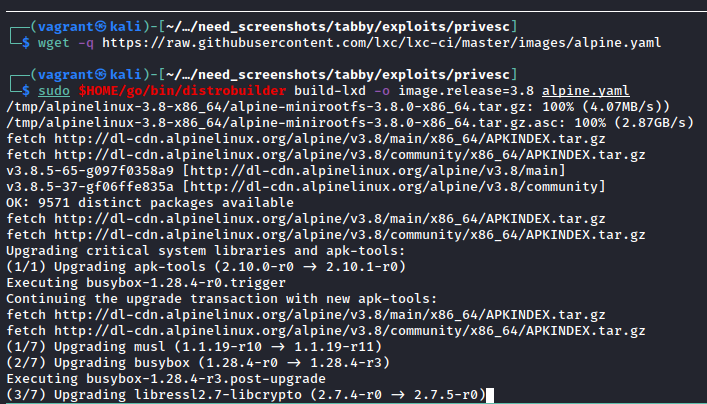 ┌──(vagrant㉿kali)-[~/…/need_screenshots/tabby/exploits/privesc]
└─$ wget -q https://raw.githubusercontent.com/lxc/lxc-ci/master/images/alpine.yaml
┌──(vagrant㉿kali)-[~/…/need_screenshots/tabby/exploits/privesc]
└─$ sudo $HOME/go/bin/distrobuilder build-lxd -o image.release=3.8 alpine.yaml
/tmp/alpinelinux-3.8-x86_64/alpine-minirootfs-3.8.0-x86_64.tar.gz: 100% (4.07MB/s))
/tmp/alpinelinux-3.8-x86_64/alpine-minirootfs-3.8.0-x86_64.tar.gz.asc: 100% (2.87GB/s)
fetch http://dl-cdn.alpinelinux.org/alpine/v3.8/main/x86_64/APKINDEX.tar.gz
fetch http://dl-cdn.alpinelinux.org/alpine/v3.8/community/x86_64/APKINDEX.tar.gz
v3.8.5-65-g097f0358a9 [http://dl-cdn.alpinelinux.org/alpine/v3.8/main]
v3.8.5-37-gf06ffe835a [http://dl-cdn.alpinelinux.org/alpine/v3.8/community]
OK: 9571 distinct packages available
fetch http://dl-cdn.alpinelinux.org/alpine/v3.8/main/x86_64/APKINDEX.tar.gz
fetch http://dl-cdn.alpinelinux.org/alpine/v3.8/community/x86_64/APKINDEX.tar.gz
Upgrading critical system libraries and apk-tools:
(1/1) Upgrading apk-tools (2.10.0-r0 → 2.10.1-r0)
Executing busybox-1.28.4-r0.trigger
Continuing the upgrade transaction with new apk-tools:
fetch http://dl-cdn.alpinelinux.org/alpine/v3.8/main/x86_64/APKINDEX.tar.gz
fetch http://dl-cdn.alpinelinux.org/alpine/v3.8/community/x86_64/APKINDEX.tar.gz
(1/7) Upgrading musl (1.1.19-r10 → 1.1.19-r11)
(2/7) Upgrading busybox (1.28.4-r0 → 1.28.4-r3)
Executing busybox-1.28.4-r3.post-upgrade
(3/7) Upgrading libressl2.7-libcrypto (2.7.4-r0 → 2.7.5-r0)